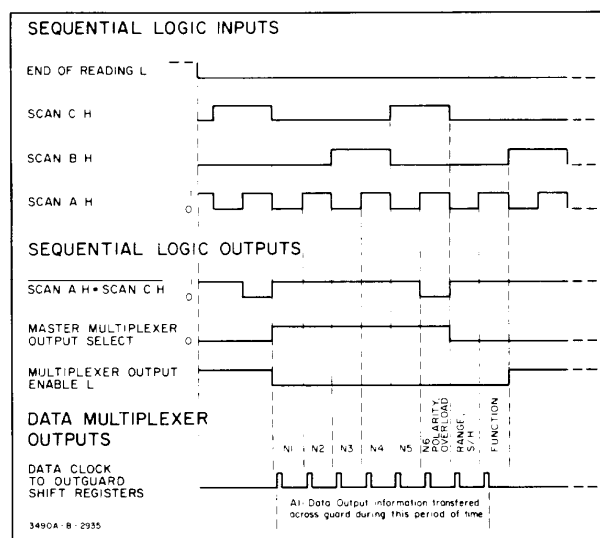 SEQUENTIAL LOGIC INPUTS
END OF READING L
SCAN C H
SCAN B H
SCAN A H
1
0
SEQUENTIAL LOGIC OUTPUTS
SCAN A H • SCAN C H
1
0
MASTER MULTIPLEXER
OUTPUT SELECT
0
MULTIPLEXER OUTPUT
ENABLE L
DATA MULTIPLEXER
OUTPUTS
N1
N2
N3
N4
N5
N6
POLARITY,
OVERLOAD
RANGE,
S/H
FUNCTION
DATA CLOCK
TO OUTGUARD
SHIFT REGISTERS
A1-Data Output information transfered
across guard during this period of time
3490A-B-2935